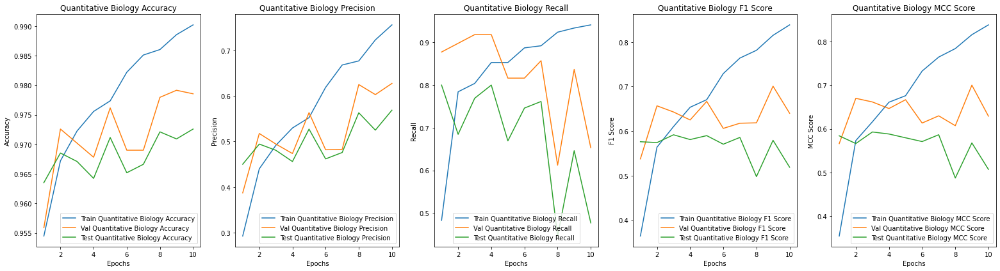 Quantitative Biology Accuracy
Accuracy
0.990
0.985
0.980
0.975
0.970
0.965
0.960
0.955
Train Quantitative Biology Accuracy
Val Quantitative Biology Accuracy
Test Quantitative Biology Accuracy
2 4 6 8 10
Epochs
Quantitative Biology Precision
Precision
0.7
0.6
0.5
0.4
0.3
Train Quantitative Biology Precision
Val Quantitative Biology Precision
Test Quantitative Biology Precision
2 4 6 8 10
Epochs
Quantitative Biology Recall
Recall
0.9
0.8
0.7
0.6
0.5
Train Quantitative Biology Recall
Val Quantitative Biology Recall
Test Quantitative Biology Recall
2 4 6 8 10
Epochs
Quantitative Biology F1 Score
F1 Score
0.8
0.7
0.6
0.5
0.4
Train Quantitative Biology F1 Score
Val Quantitative Biology F1 Score
Test Quantitative Biology F1 Score
2 4 6 8 10
Epochs
Quantitative Biology MCC Score
MCC Score
0.8
0.7
0.6
0.5
0.4
Train Quantitative Biology MCC Score
Val Quantitative Biology MCC Score
Test Quantitative Biology MCC Score
2 4 6 8 10
Epochs